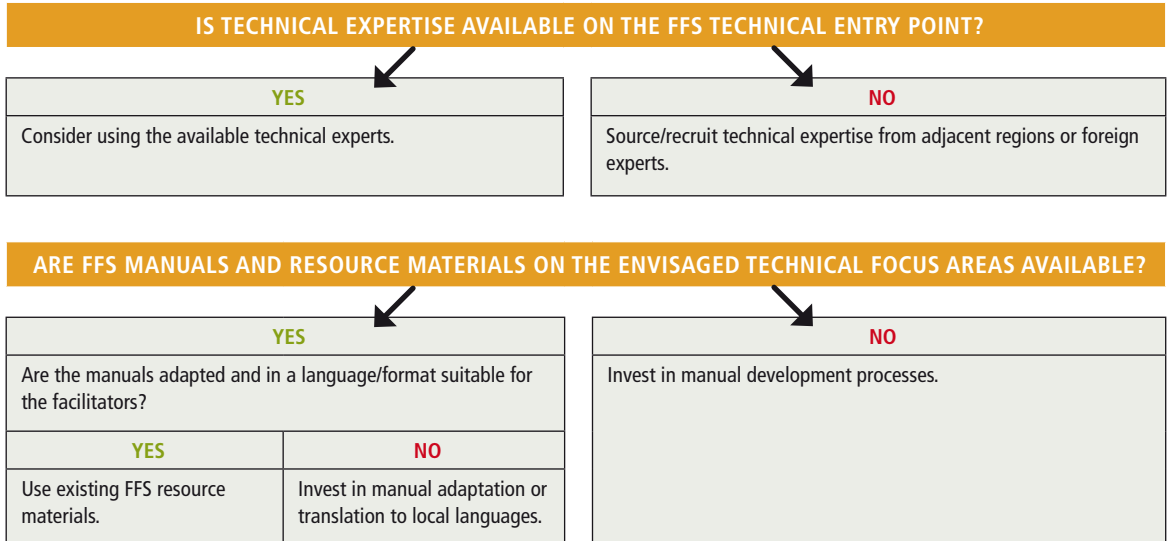 IS TECHNICAL EXPERTISE AVAILABLE ON THE FFS TECHNICAL ENTRY POINT?
YES
Consider using the available technical experts.
NO
Source/recruit technical expertise from adjacent regions or foreign
experts.
ARE FFS MANUALS AND RESOURCE MATERIALS ON THE ENVISAGED TECHNICAL FOCUS AREAS AVAILABLE?
YES
Are the manuals adapted and in a language/format suitable for
the facilitators?
YES
Use existing FFS resource
materials.
NO
Invest in manual adaptation or
translation to local languages.
NO
Invest in manual development processes.